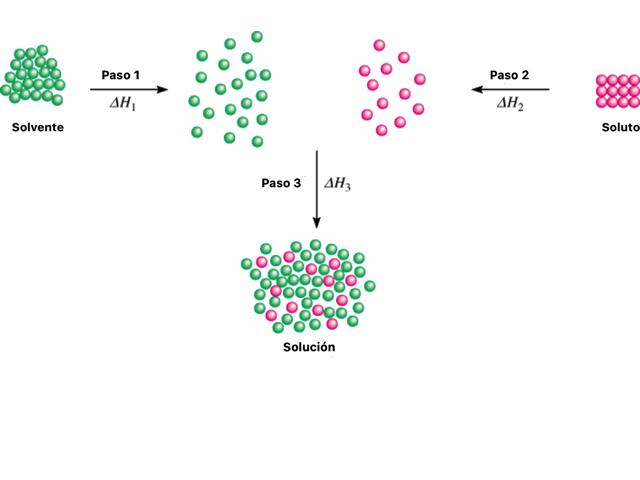 Paso 1
ΔH₁
Solvente
Paso 2
ΔH₂
Soluto
Paso 3
ΔH₃
Solución